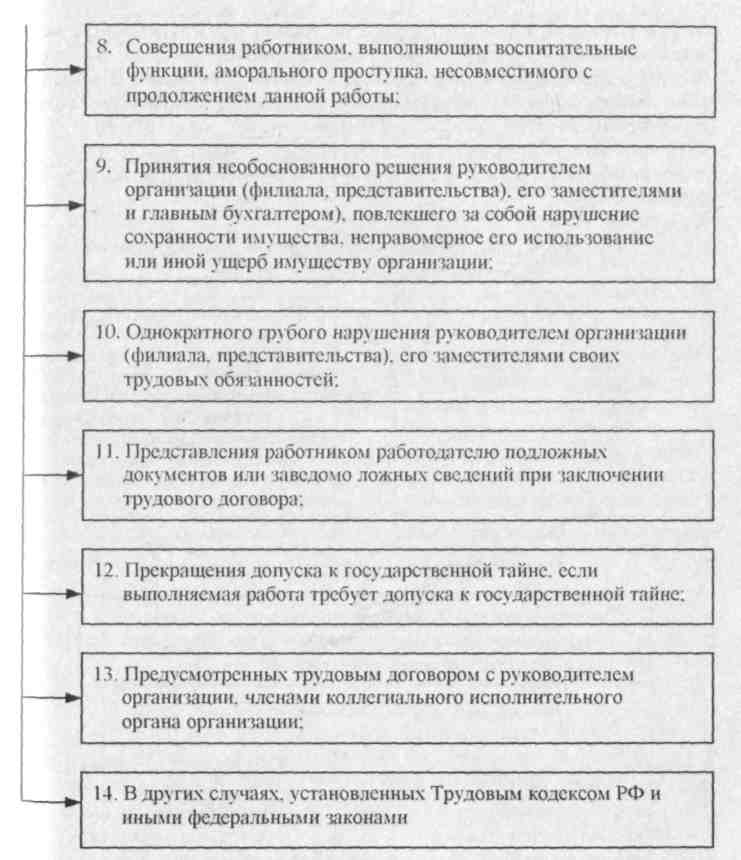 8. Совершения работником, выполняющим воспитательные
функции, аморального проступка, несовместимого с
продолжением данной работы;
9. Принятия необоснованного решения руководителем
организации (филиала, представительства), его заместителями
и главным бухгалтером), повлекшего за собой нарушение
сохранности имущества, неправомерное его использование
или иной ущерб имуществу организации;
10. Однократного грубого нарушения руководителем организации
(филиала, представительства), его заместителями своих
трудовых обязанностей;
11. Представления работником работодателю подложных
документов или заведомо ложных сведений при заключении
трудового договора;
12. Прекращения допуска к государственной тайне, если
выполняемая работа требует допуска к государственной тайне;
13. Предусмотренных трудовым договором с руководителем
организации, членами коллегиального исполнительного
органа организации;
14. В других случаях, установленных Трудовым кодексом РФ и
иными федеральными законами